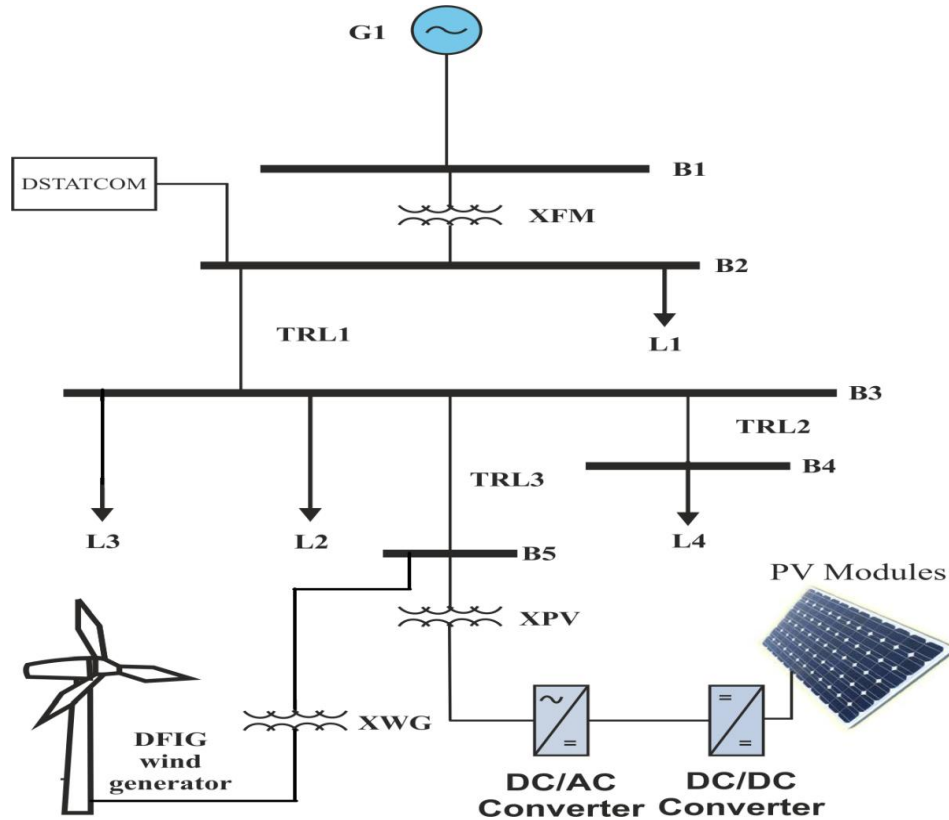 G1
B1
DSTATCOM
XFM
B2
TRL1
L1
B3
TRL2
B4
TRL3
L3
L2
L4
B5
PV Modules
XPV
XWG
DFIG
wind
generator
DC/AC
Converter
DC/DC
Converter